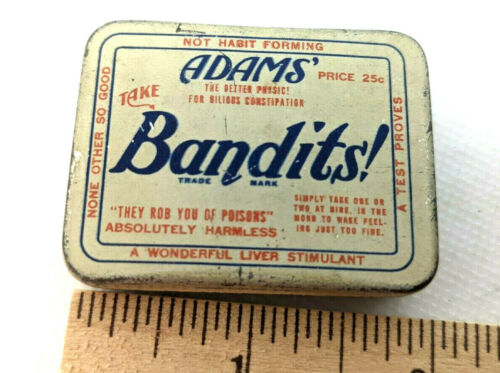 NOT HABIT FORMING
ADAMS'
PRICE 25c
THE BETTER PHYSIC!
FOR BILIOUS CONSTIPATION
TAKE
Bandits!
TRADE MARK
"THEY ROB YOU OF POISONS"
ABSOLUTELY HARMLESS
SIMPLY TAKE ONE OR
TWO AT NINE, IN THE
MORN TO WAKE FEEL-
ING JUST YOU FINE.
A WONDERFUL LIVER STIMULANT
NONE OTHER SO GOOD
A TEST PROVES
1